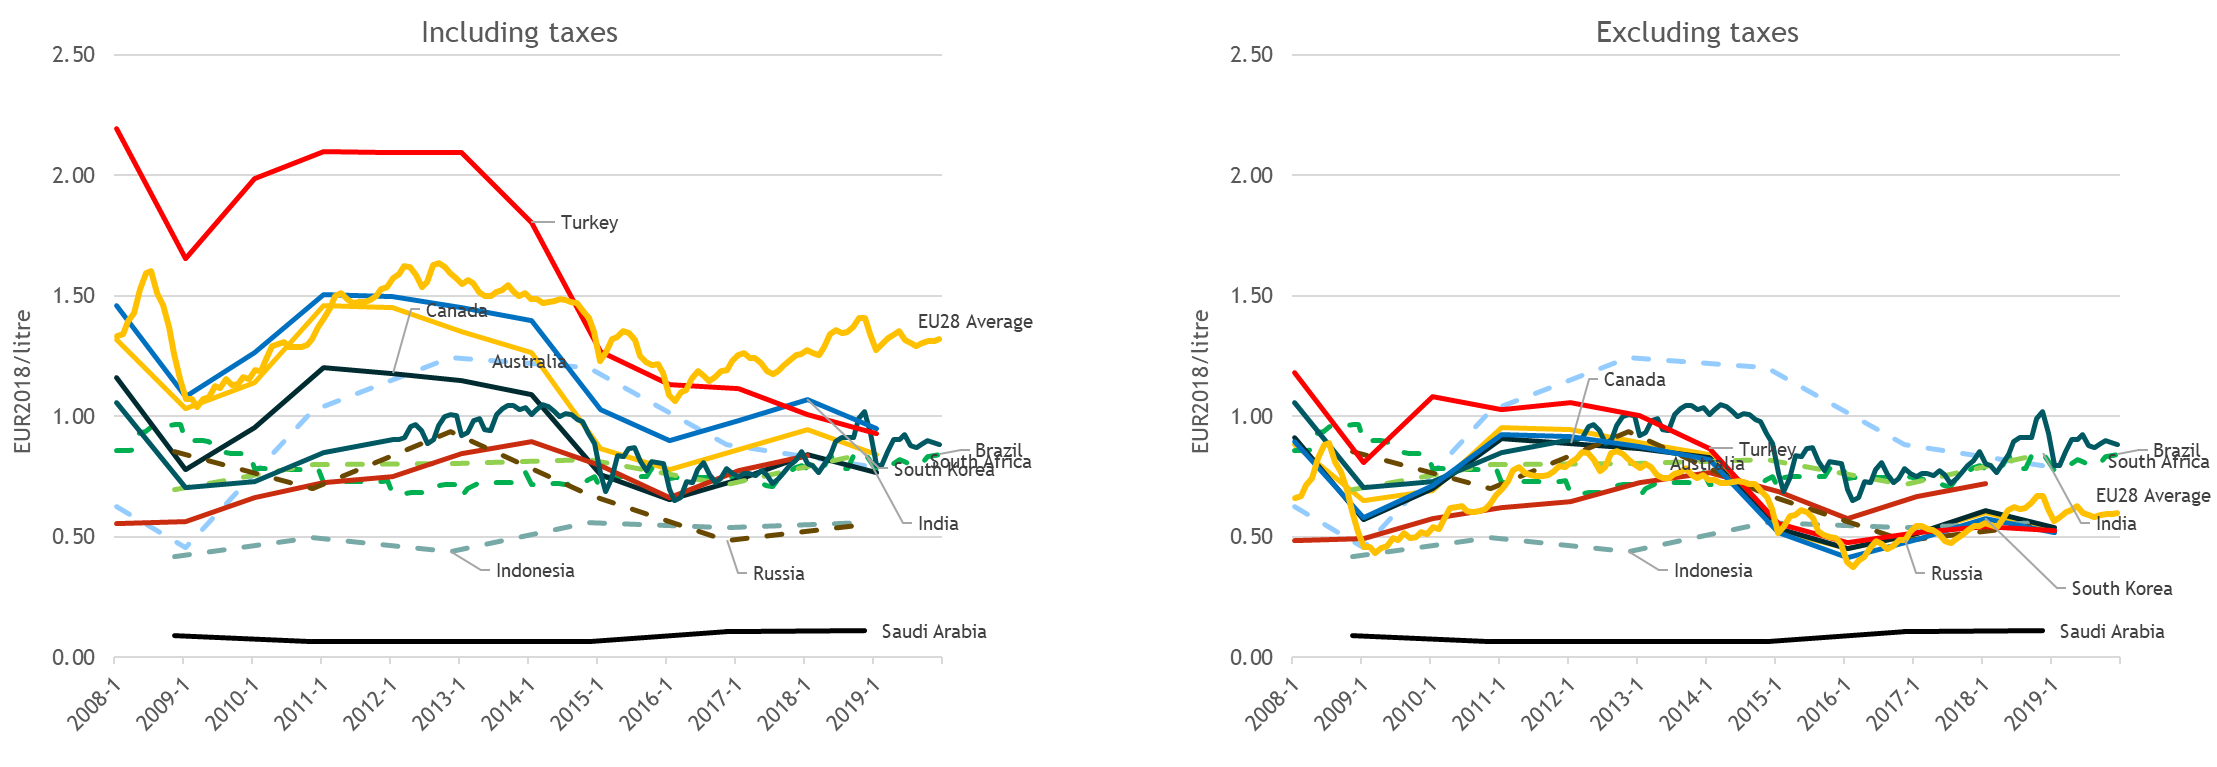 Including taxes
EUR2018/litre
2.50
2.00
1.50
1.00
0.50
0.00
Turkey
Canada
EU28 Average
Australia
Brazil
South Africa
South Korea
India
Indonesia
Russia
Saudi Arabia
2008-1
2009-1
2010-1
2011-1
2012-1
2013-1
2014-1
2015-1
2016-1
2017-1
2018-1
2019-1
Excluding taxes
EUR2018/litre
2.50
2.00
1.50
1.00
0.50
0.00
Canada
Turkey
Brazil
South Africa
Australia
EU28 Average
India
Indonesia
Russia
South Korea
Saudi Arabia
2008-1
2009-1
2010-1
2011-1
2012-1
2013-1
2014-1
2015-1
2016-1
2017-1
2018-1
2019-1